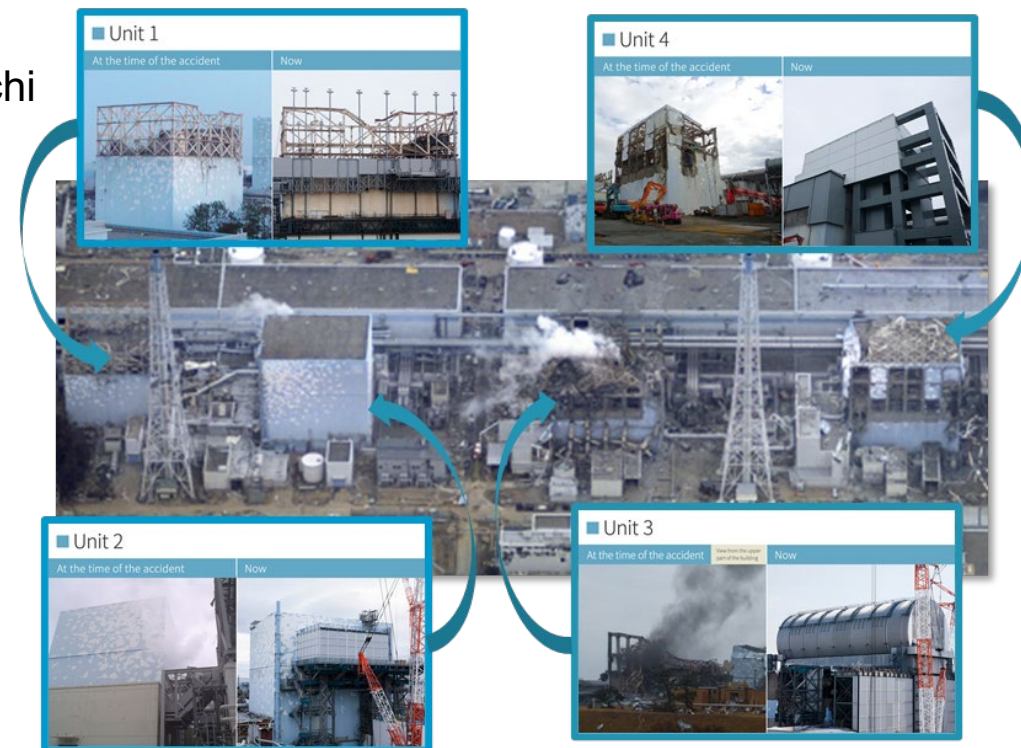 chi
Unit 1
At the time of the accident Now
Unit 4
At the time of the accident Now
Unit 2
At the time of the accident Now
Unit 3
At the time of the accident View from the upper part of the building Now